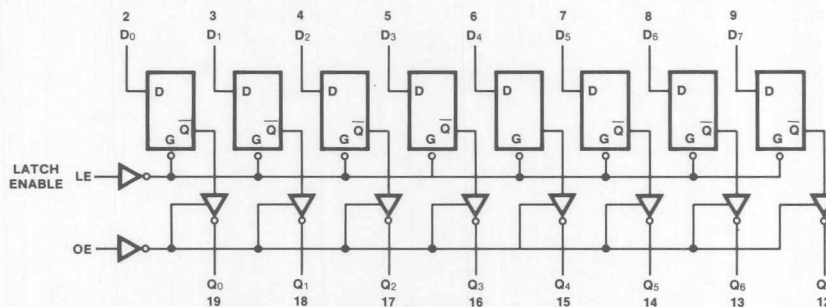 2 3 4 5 6 7 8 9
D0 D1 D2 D3 D4 D5 D6 D7
D D D D D D D D
Q Q Q Q Q Q Q Q
G G G G G G G G
LATCH
ENABLE LE
OE
Q0 Q1 Q2 Q3 Q4 Q5 Q6
19 18 17 16 15 14 13